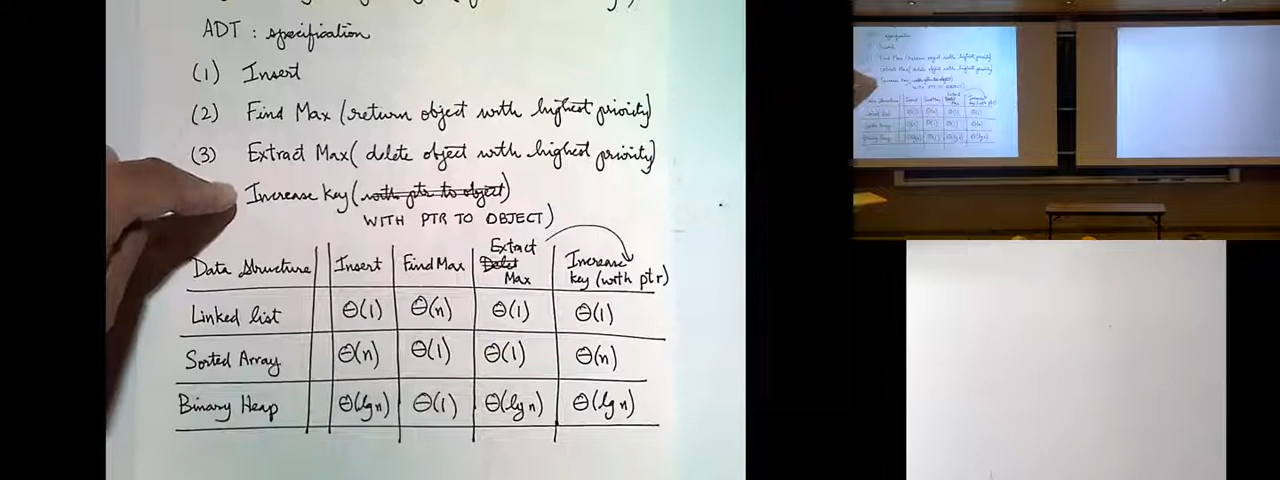 ADT : specification
(1) Insert
(2) Find Max (return object with highest priority)
(3) Extract Max( delete object with highest priority)
Increase key (with ptr to object)
WITH PTR TO OBJECT)
Data Structure Insert Find Max Extract Delet Max Increase key (with ptr)
Linked list Θ(1) Θ(n) Θ(1) Θ(1)
Sorted Array Θ(n) Θ(1) Θ(1) Θ(n)
Binary Heap Θ(lg n) Θ(1) Θ(lg n) Θ(lg n)